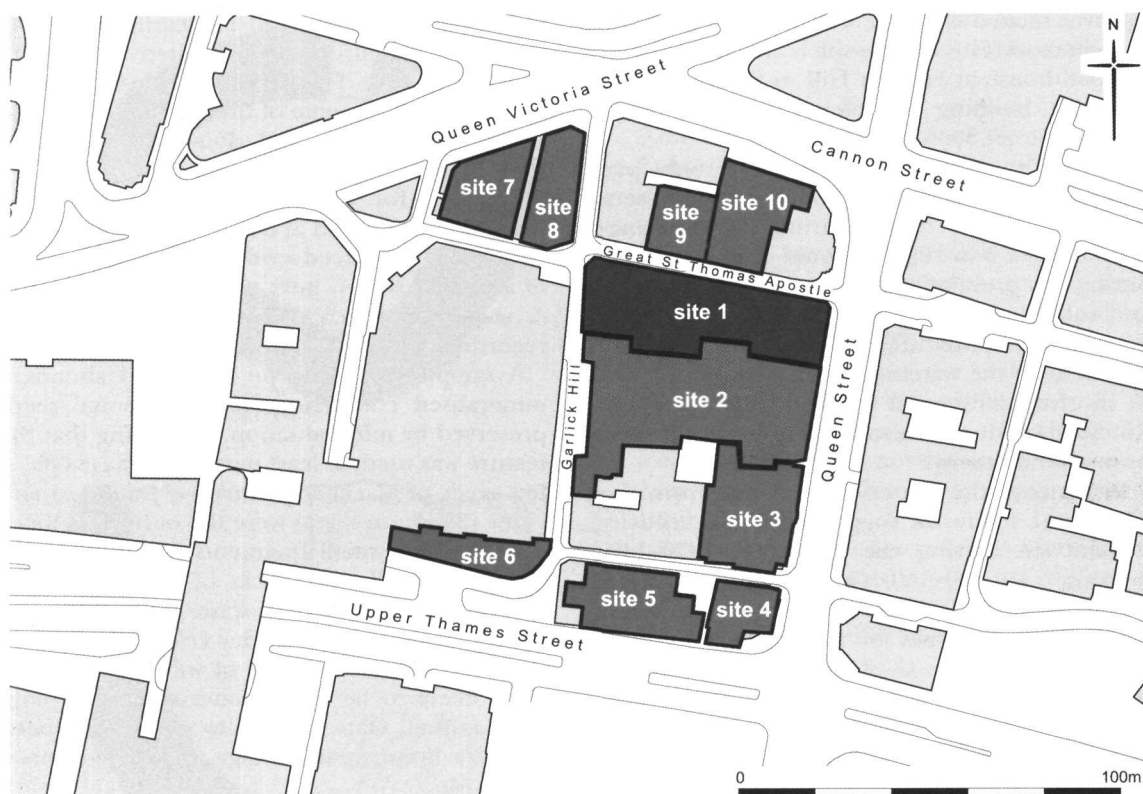 N
Queen Victoria Street
Cannon Street
site 7
site
8
site
9
site 10
Great St Thomas Apostle
site 1
site 2
Garlick Hill
Queen Street
site 3
site 6
site 5
site 4
Upper Thames Street
0
100m